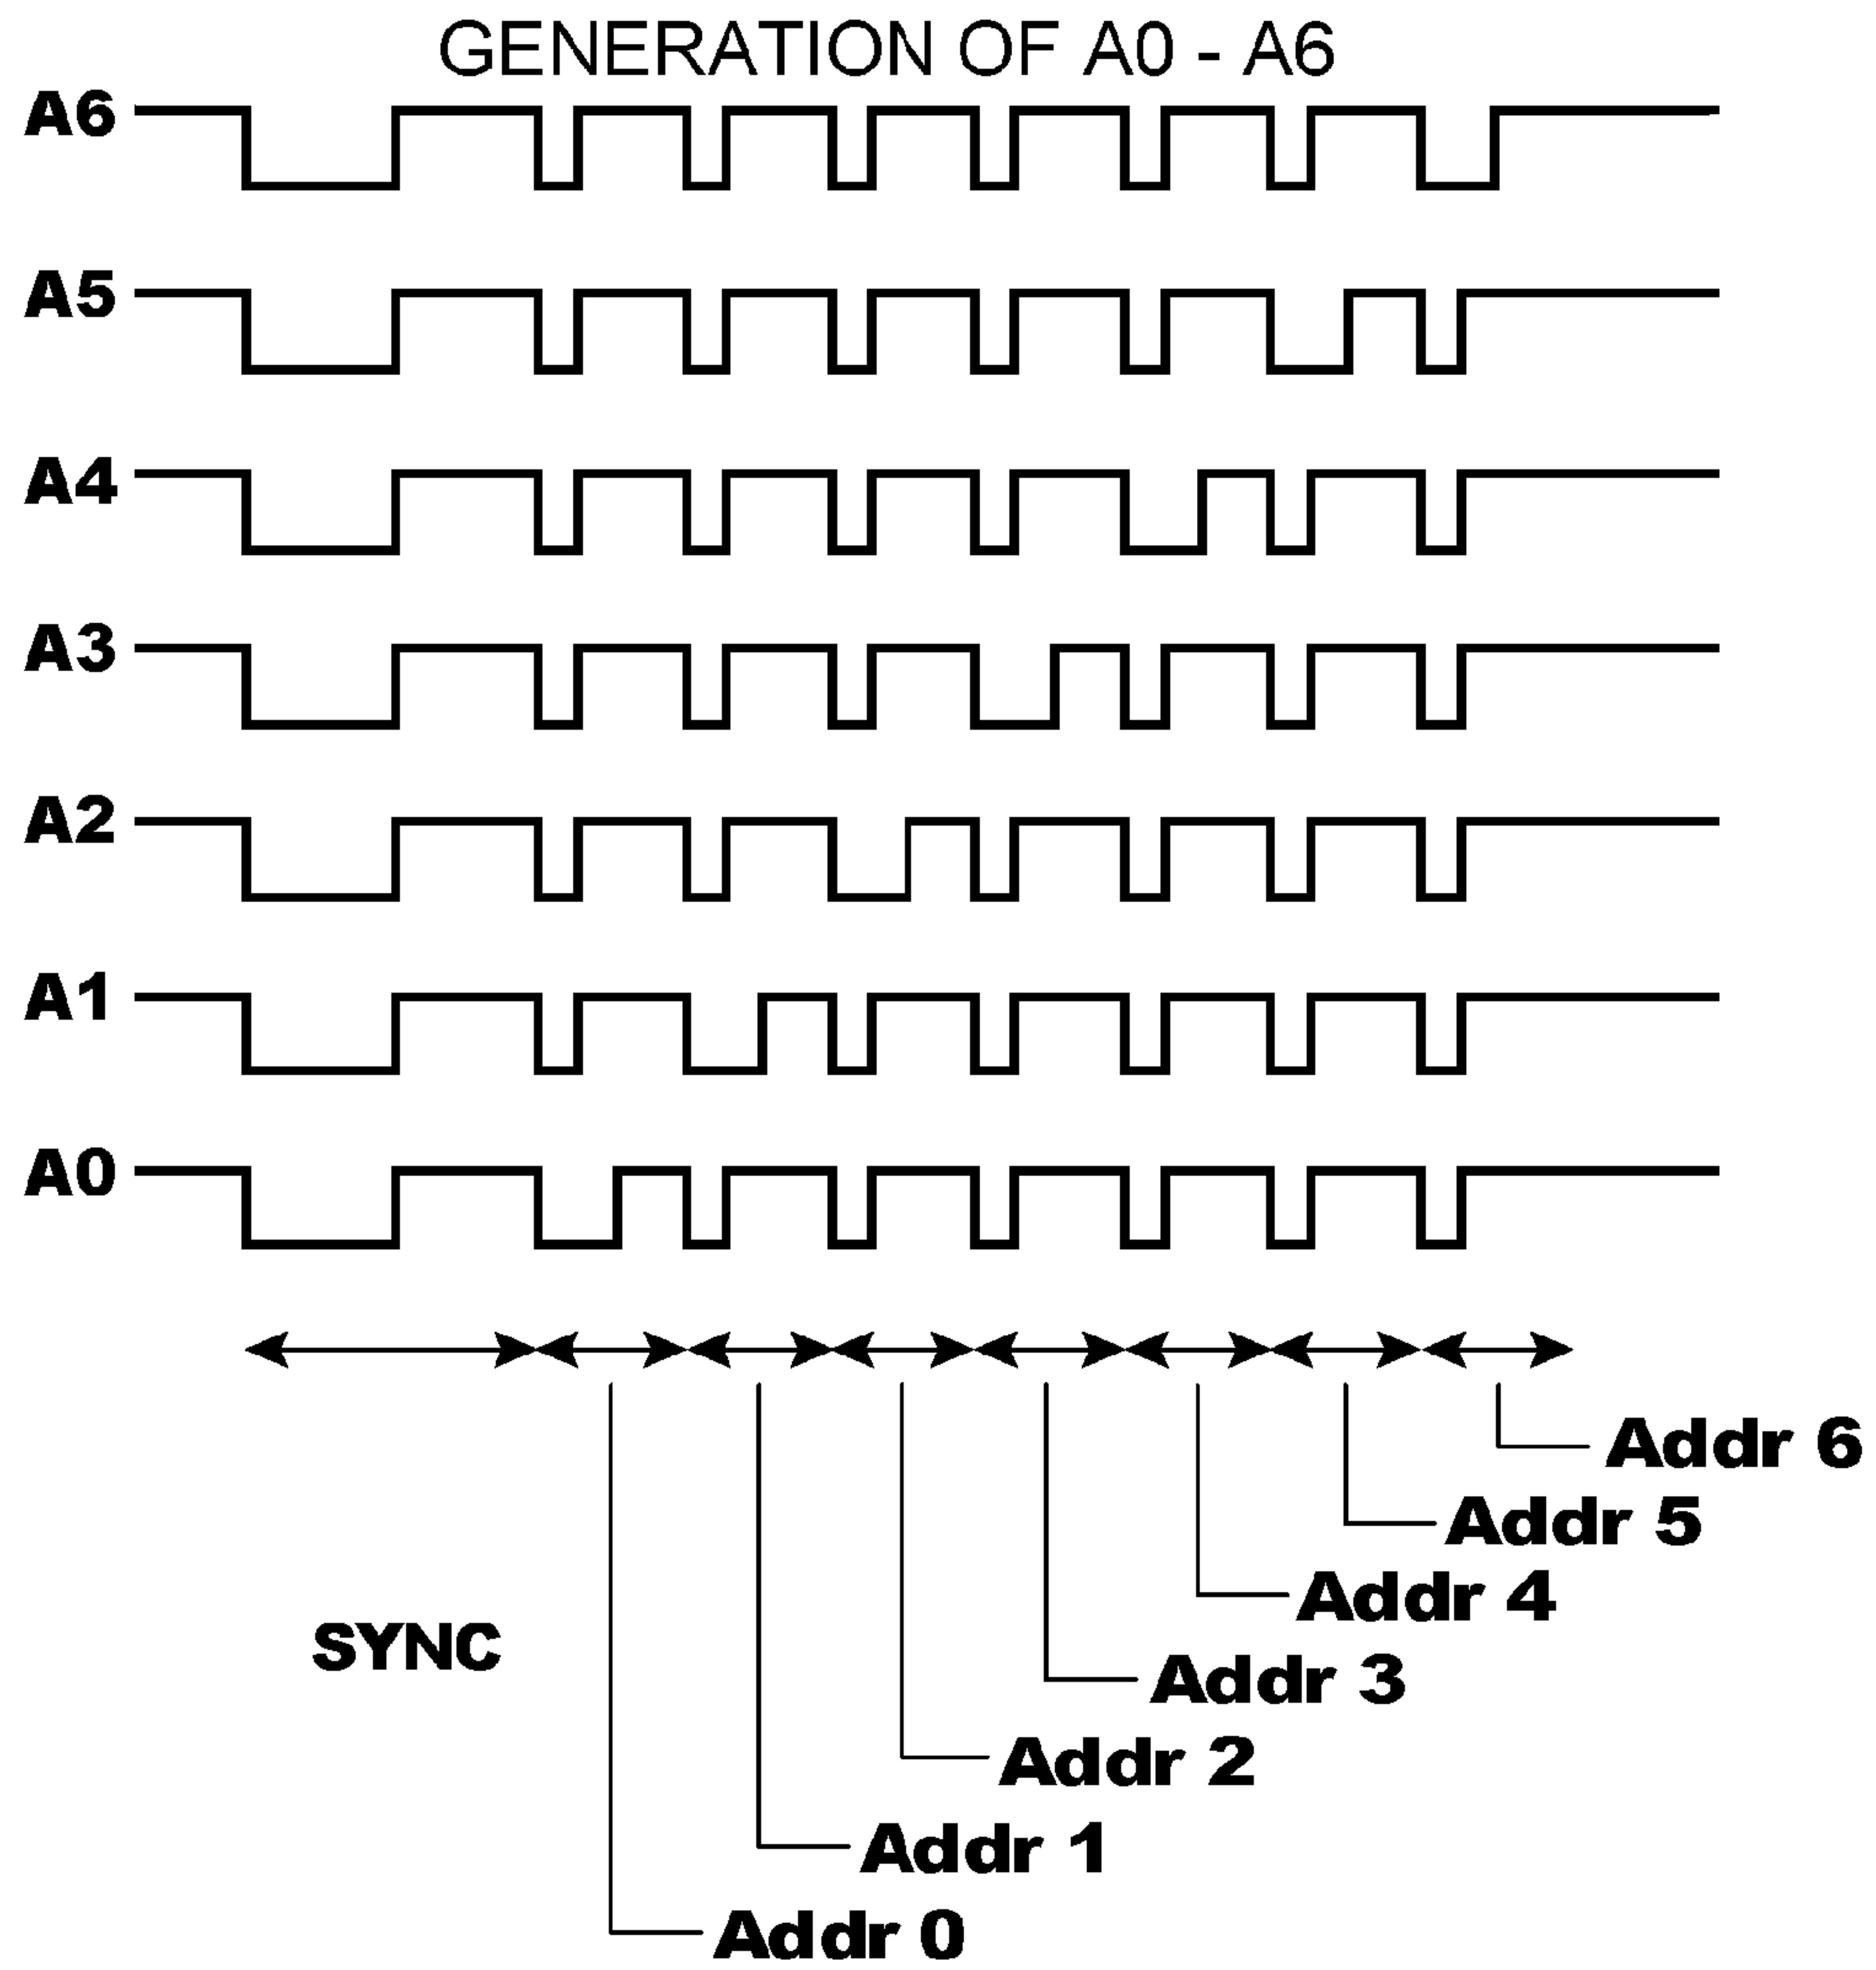 GENERATION OF A0 - A6
A6
A5
A4
A3
A2
A1
A0
Addr 6
Addr 5
Addr 4
SYNC
Addr 3
Addr 2
Addr 1
Addr 0